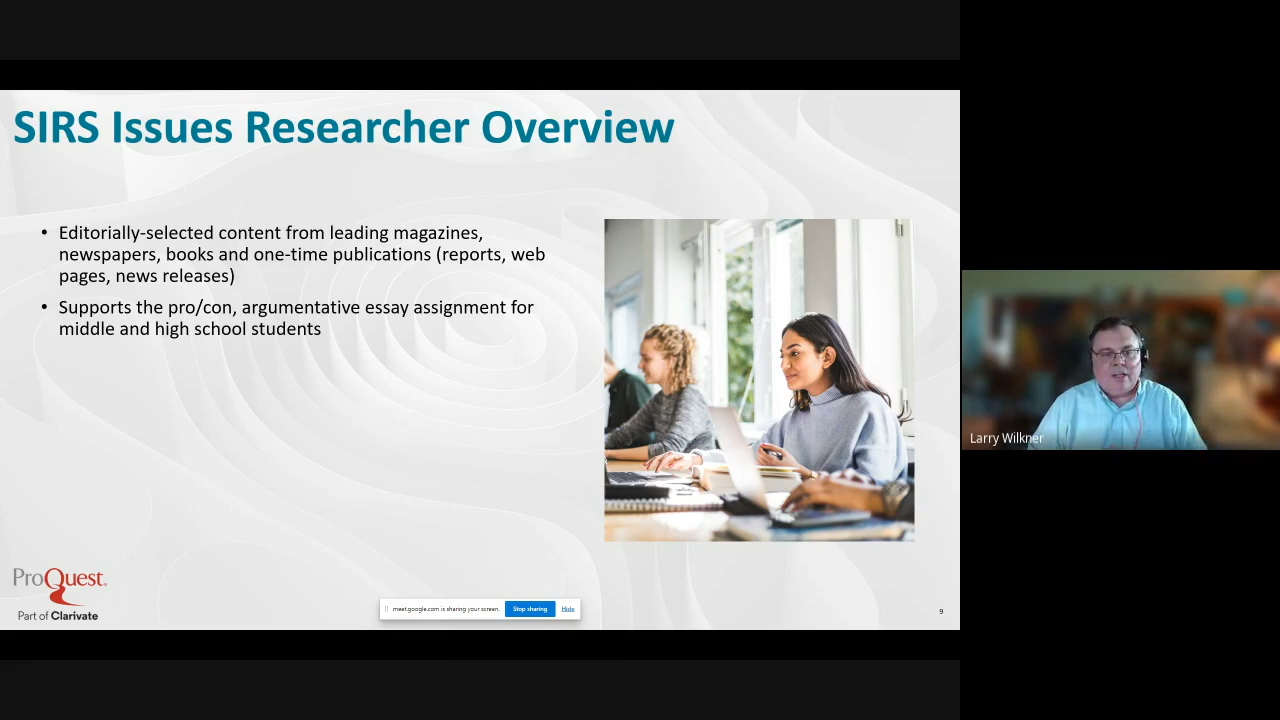 SIRS Issues Researcher Overview
• Editorially-selected content from leading magazines,
newspapers, books and one-time publications (reports, web
pages, news releases)
• Supports the pro/con, argumentative essay assignment for
middle and high school students
ProQuest.
Part of Clarivate
meet.google.com is sharing your screen.
Stop sharing
Hide
9
Larry Wilkner